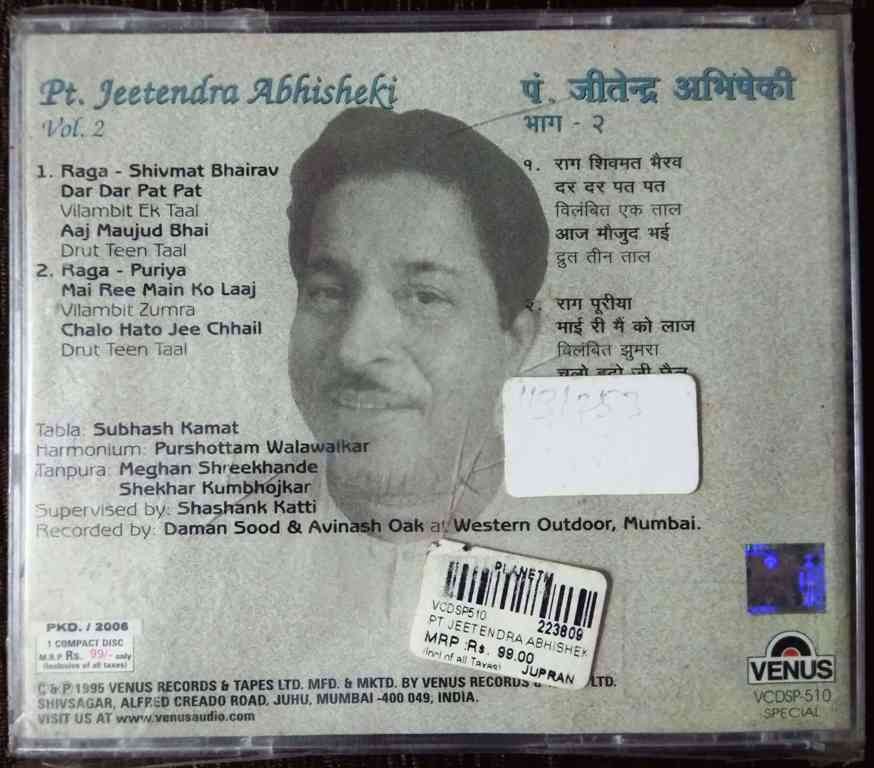 Pt. Jeetendra Abhisheki
Vol. 2
1. Raga - Shivmat Bhairav
Dar Dar Pat Pat
Vilambit Ek Taal
Aaj Maujud Bhai
Drut Teen Taal
2. Raga - Puriya
Mai Ree Main Ko Laaj
Vilambit Zumra
Chalo Hato Jee Chhail
Drut Teen Taal
पं. जीतेन्द्र अभिषेकी
भाग - २
१. राग शिवमत भैरव
दर दर पत पत
विलंबित एक ताल
आज मौजुद भई
द्रुत तीन ताल
२. राग पूरीया
माई री मैं को लाज
विलंबित झुमरा
चलो हटो जी छैल
Tabla: Subhash Kamat
Harmonium: Purshottam Walawalkar
Tanpura: Meghan Shreekhande
Shekhar Kumbhojkar
Supervised by: Shashank Katti
Recorded by: Daman Sood & Avinash Oak at Western Outdoor, Mumbai.
PLANETM
VCDSP510
223809
PT JEETENDRA ABHISHEK
MRP :Rs. 99.00
(Incl of all Taxes)
JUPRAN
PKD. / 2006
1 COMPACT DISC
M.R.P Rs. 99/- only
(Inclusive of all taxes)
C & P 1995 VENUS RECORDS & TAPES LTD. MFD. & MKTD. BY VENUS RECORDS & LTD.
SHIVSAGAR, ALFRED CREADO ROAD, JUHU, MUMBAI -400 049, INDIA.
VISIT US AT www.venusaudio.com
VENUS
VCDSP-510
SPECIAL